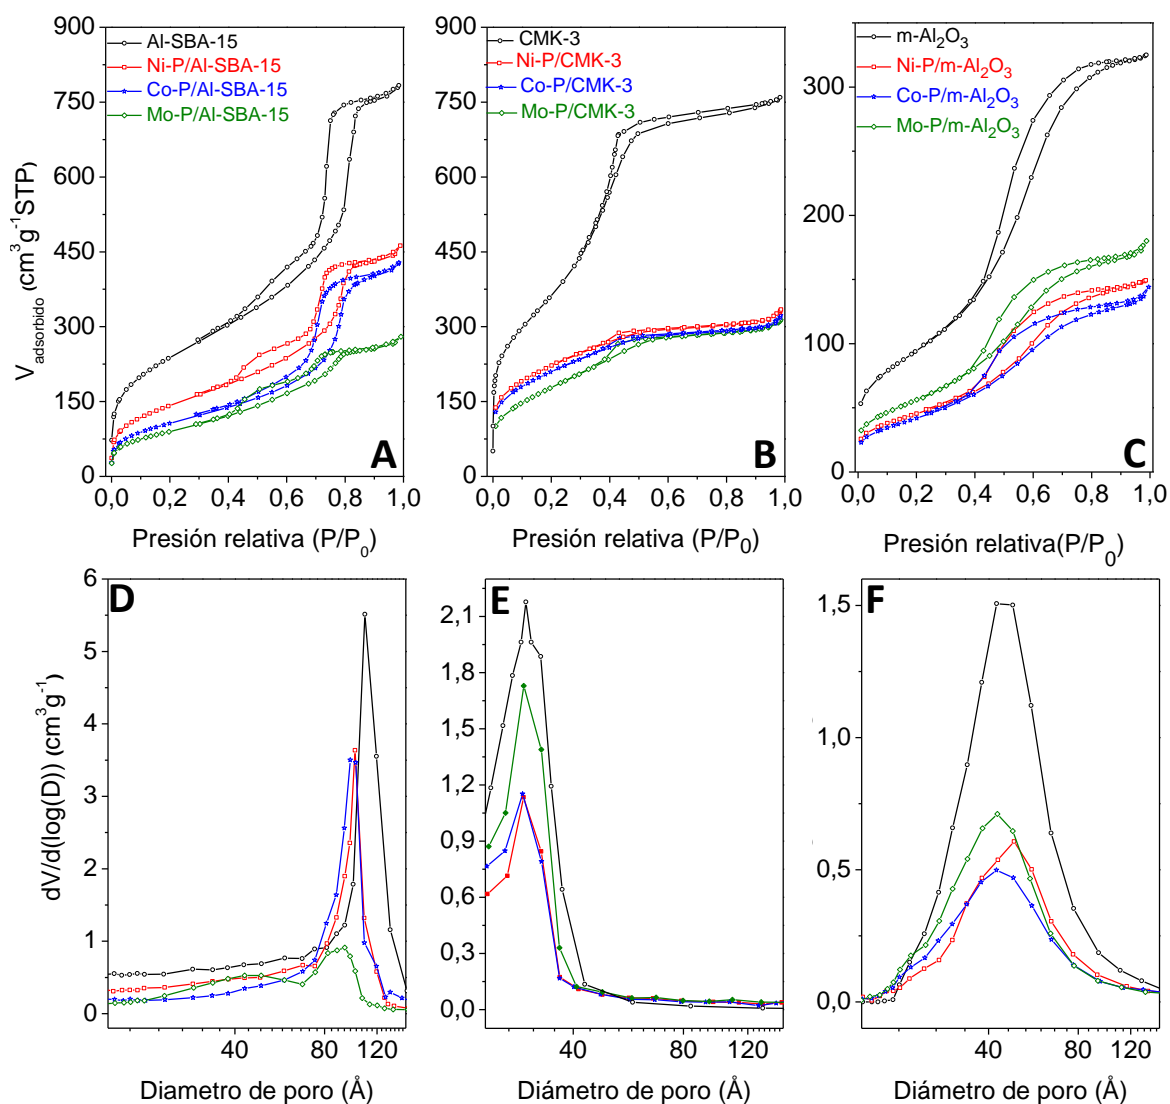 A
Al-SBA-15
Ni-P/Al-SBA-15
Co-P/Al-SBA-15
Mo-P/Al-SBA-15
V adsorbido (cm³g⁻¹STP)
900
750
600
450
300
150
0
0,0 0,2 0,4 0,6 0,8 1,0
Presión relativa (P/P₀)
B
CMK-3
Ni-P/CMK-3
Co-P/CMK-3
Mo-P/CMK-3
900
750
600
450
300
150
0
0,0 0,2 0,4 0,6 0,8 1,0
Presión relativa (P/P₀)
C
m-Al₂O₃
Ni-P/m-Al₂O₃
Co-P/m-Al₂O₃
Mo-P/m-Al₂O₃
300
200
100
0
0,0 0,2 0,4 0,6 0,8 1,0
Presión relativa(P/P₀)
D
dV/d(log(D)) (cm³g⁻¹)
6
5
4
3
2
1
0
40 80 120
Diametro de poro (Å)
E
2,1
1,8
1,5
1,2
0,9
0,6
0,3
0,0
40 80 120
Diámetro de poro (Å)
F
1,5
1,0
0,5
0,0
40 80 120
Diámetro de poro (Å)